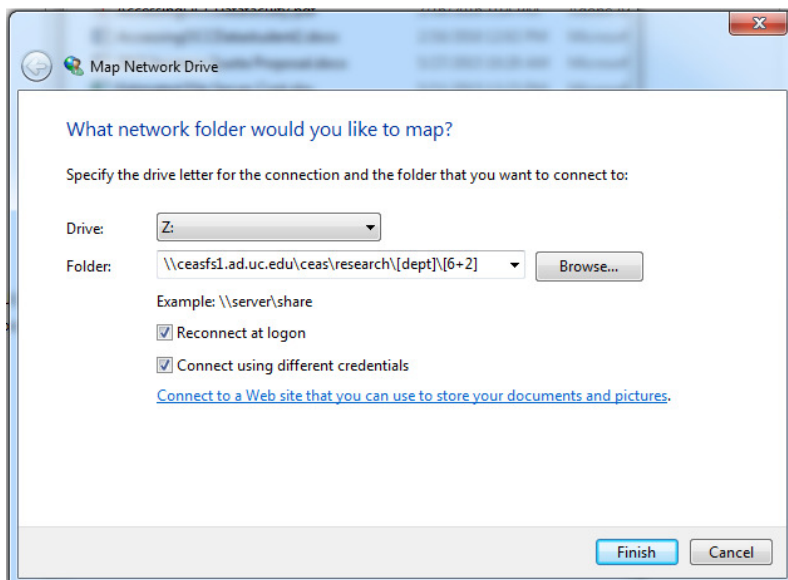 Map Network Drive
What network folder would you like to map?
Specify the drive letter for the connection and the folder that you want to connect to:
Drive: Z:
Folder: \\ceasfs1.ad.uc.edu\ceas\research\[dept]\[6+2] Browse...
Example: \\server\share
Reconnect at logon
Connect using different credentials
Connect to a Web site that you can use to store your documents and pictures.
Finish Cancel